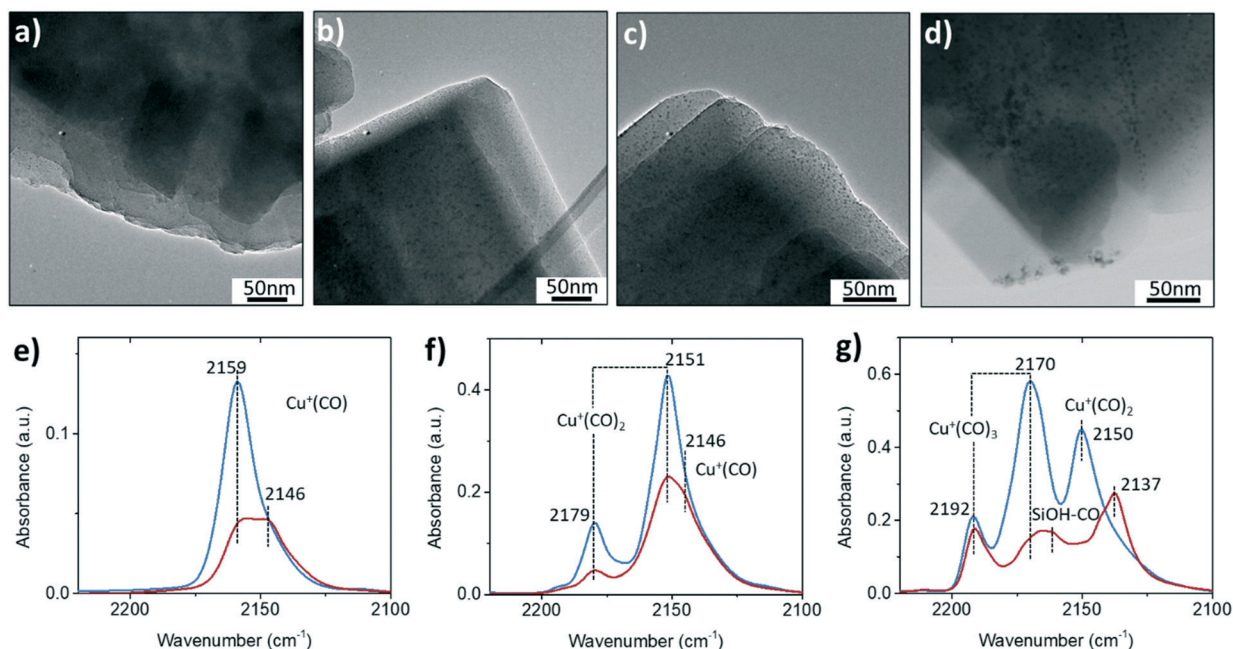 a)
b)
c)
d)
50nm
50nm
50nm
50nm
e)
2159
Cu⁺(CO)
2146
0.1
0.0
Absorbance (a.u.)
2200
2150
2100
Wavenumber (cm⁻¹)
f)
2151
Cu⁺(CO)₂
2146
Cu⁺(CO)
2179
0.4
0.2
0.0
Absorbance (a.u.)
2200
2150
2100
Wavenumber (cm⁻¹)
g)
2170
Cu⁺(CO)₂
Cu⁺(CO)₃
2150
2192
SiOH-CO
2137
0.6
0.4
0.2
0.0
Absorbance (a.u.)
2200
2150
2100
Wavenumber (cm⁻¹)